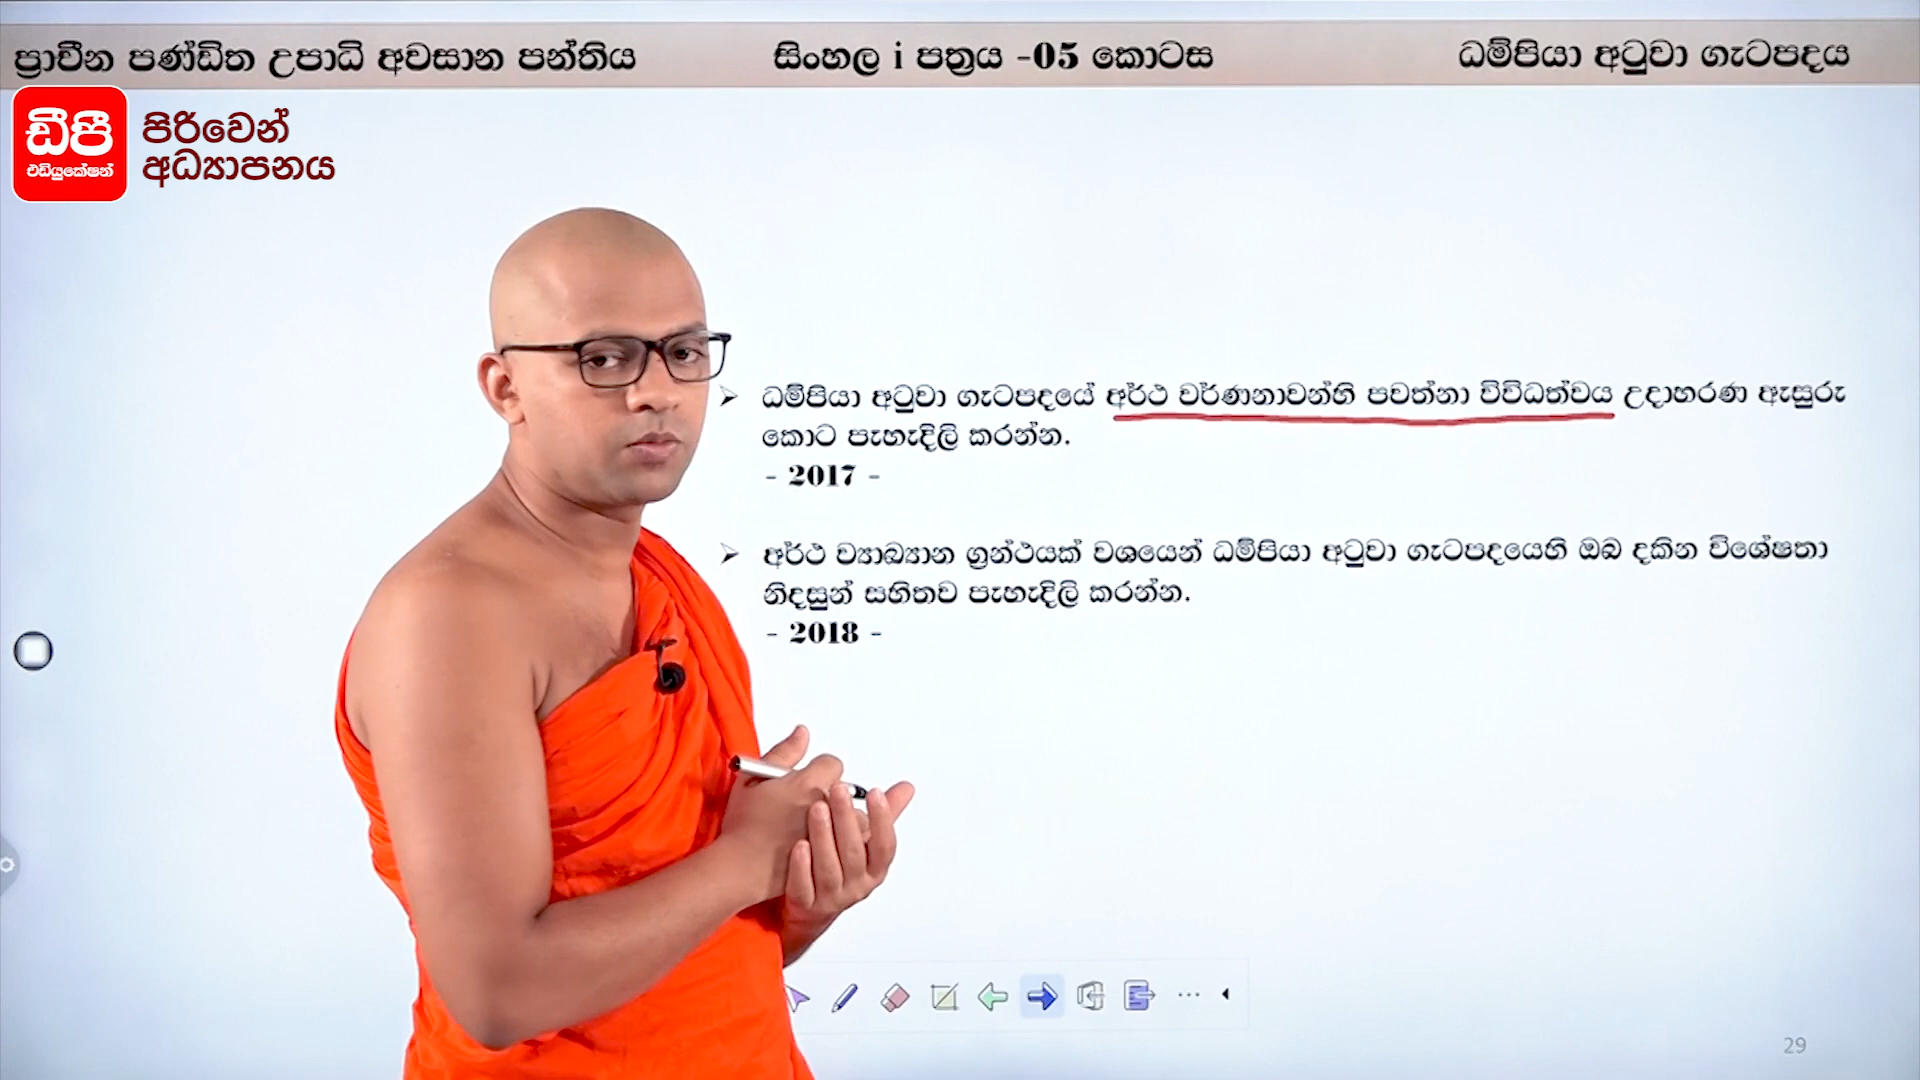 ප්‍රාචීන පණ්ඩිත උපාධි අවසාන පන්තිය
සිංහල i පත්‍රය -05 කොටස
ධම්පියා අටුවා ගැටපදය
ඩීපී
එඩියුකේෂන්
පිරිවෙන්
අධ්‍යාපනය
➢ ධම්පියා අටුවා ගැටපදයේ අර්ථ වර්ණනාවන්හි පවත්නා විවිධත්වය උදාහරණ ඇසුරු
කොට පැහැදිලි කරන්න.
- 2017 -
➢ අර්ථ ව්‍යාඛ්‍යාන ග්‍රන්ථයක් වශයෙන් ධම්පියා අටුවා ගැටපදයෙහි ඔබ දකින විශේෂතා
නිදසුන් සහිතව පැහැදිලි කරන්න.
- 2018 -
29